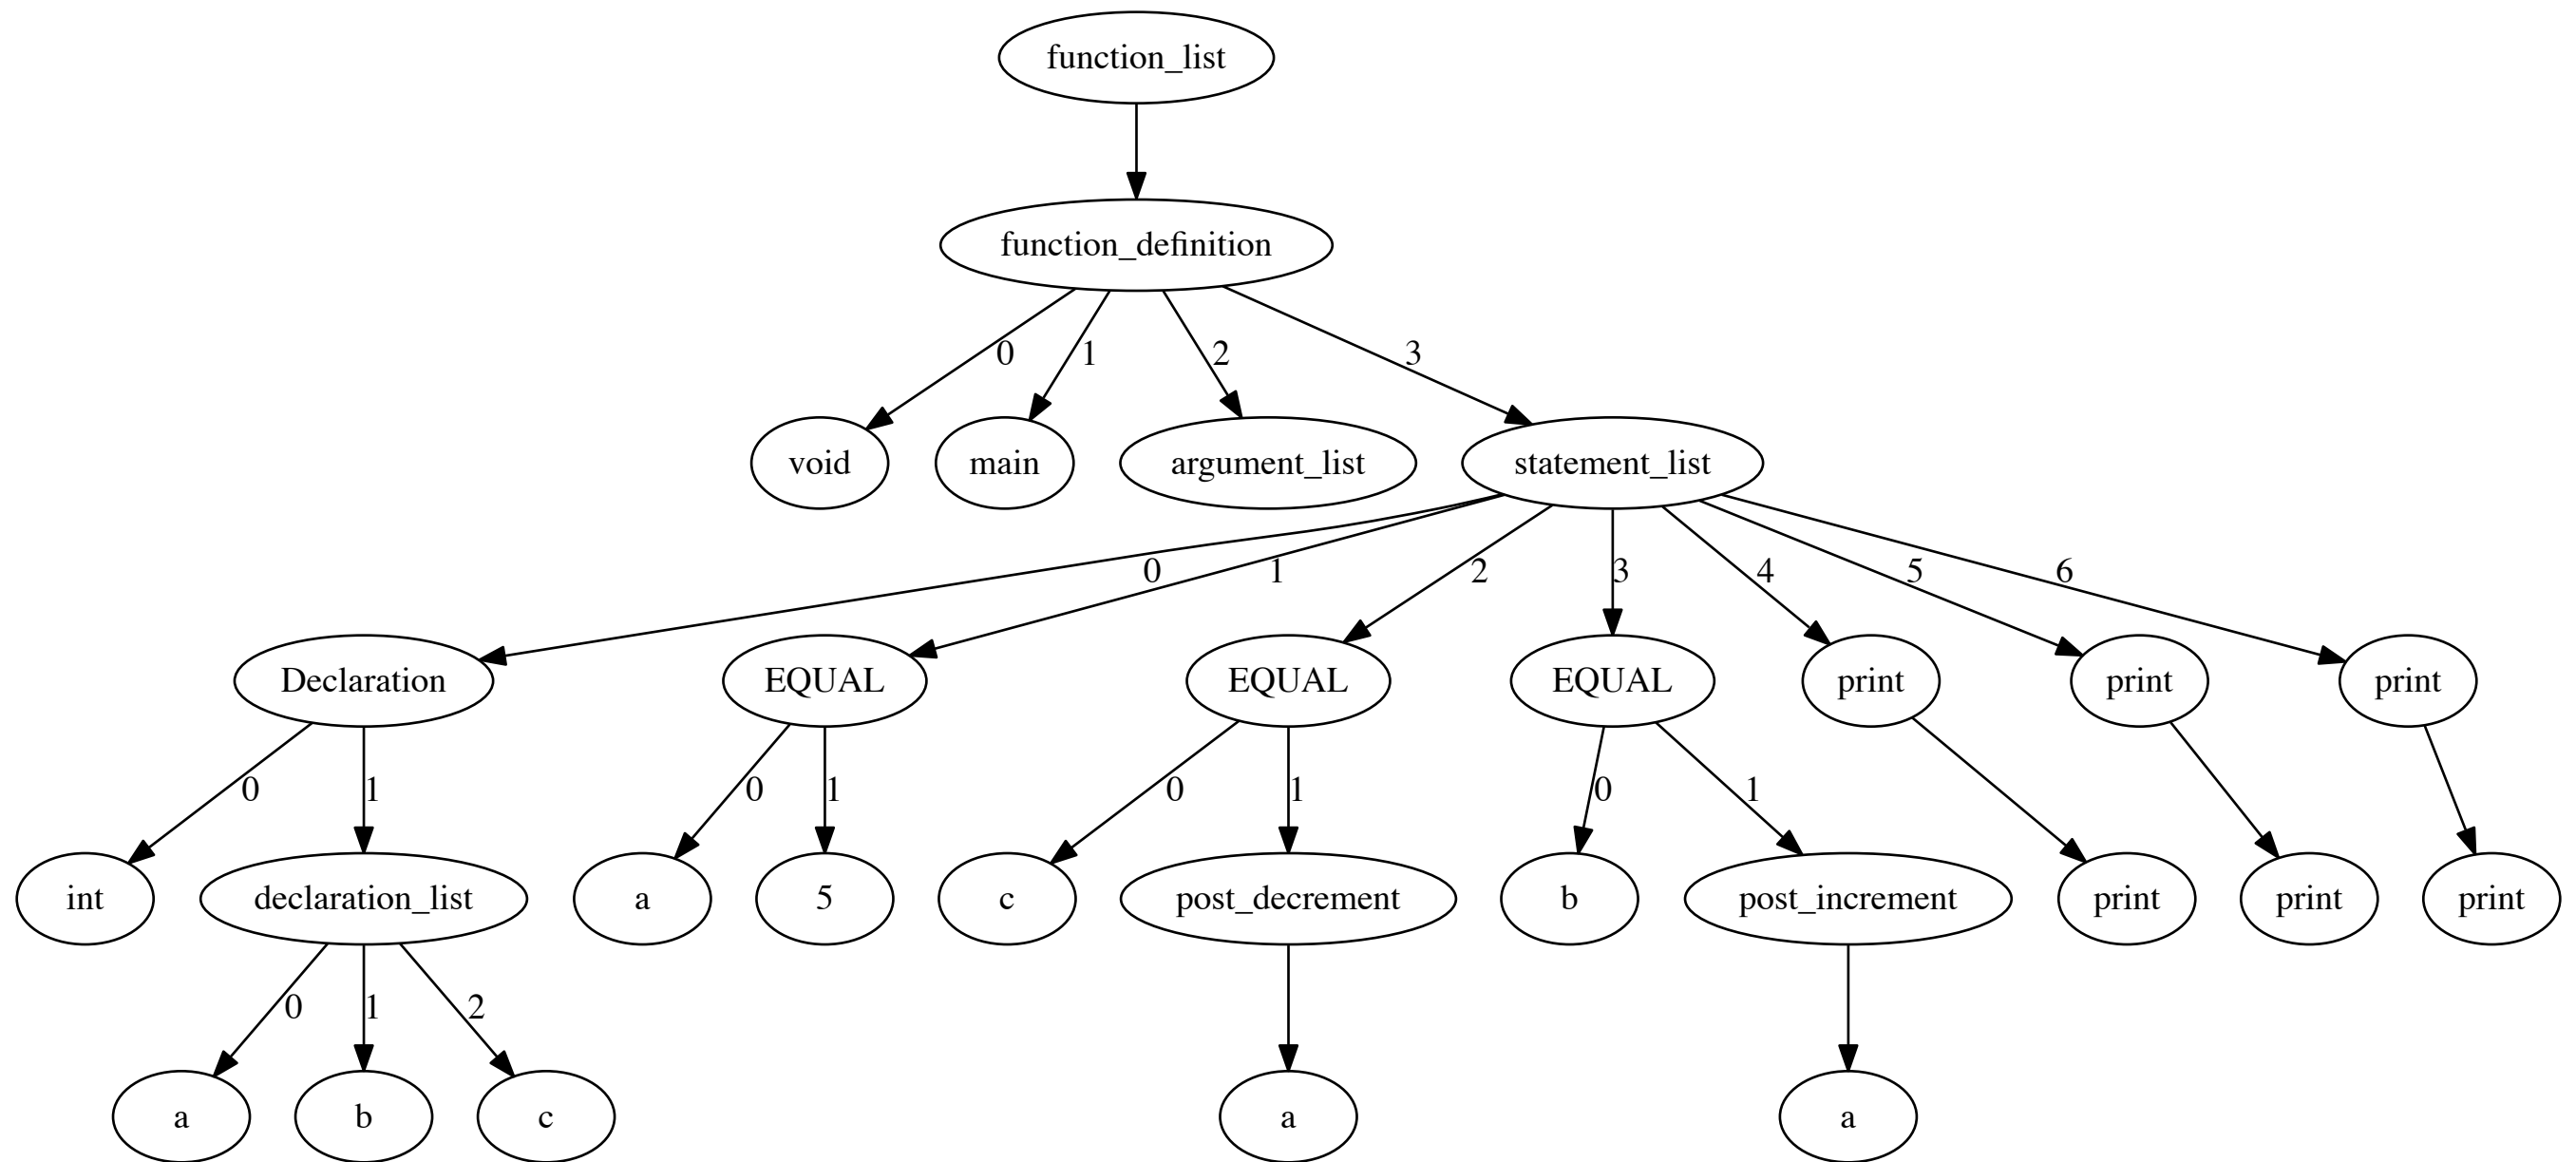 function_list
function_definition
0 1 2 3
void main argument_list statement_list
0 1 2 3 4 5 6
Declaration EQUAL EQUAL EQUAL print print print
0 1 0 1 0 1 0 1
int declaration_list a 5 c post_decrement b post_increment print print print
0 1 2
a b c a a